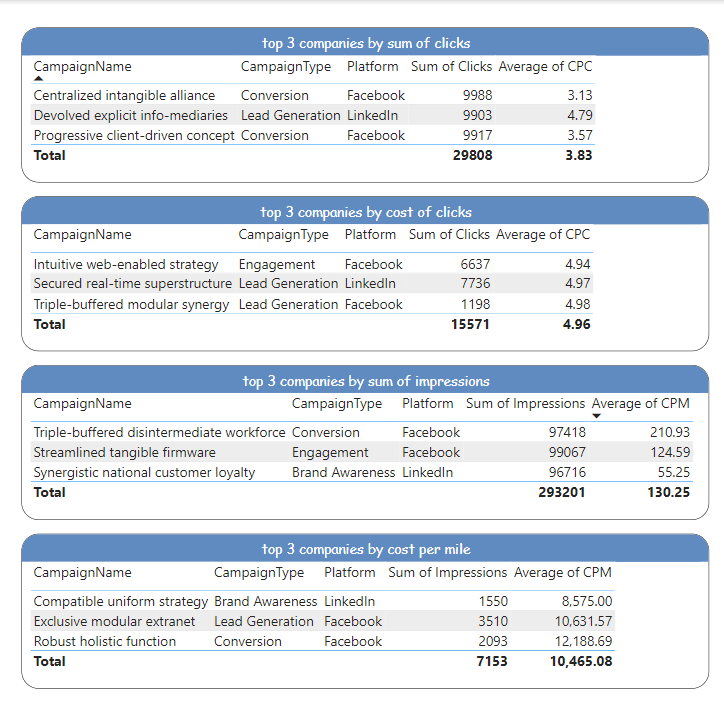 top 3 companies by sum of clicks
CampaignName CampaignType Platform Sum of Clicks Average of CPC
Centralized intangible alliance Conversion Facebook 9988 3.13
Devolved explicit info-mediaries Lead Generation LinkedIn 9903 4.79
Progressive client-driven concept Conversion Facebook 9917 3.57
Total 29808 3.83
top 3 companies by cost of clicks
CampaignName CampaignType Platform Sum of Clicks Average of CPC
Intuitive web-enabled strategy Engagement Facebook 6637 4.94
Secured real-time superstructure Lead Generation LinkedIn 7736 4.97
Triple-buffered modular synergy Lead Generation Facebook 1198 4.98
Total 15571 4.96
top 3 companies by sum of impressions
CampaignName CampaignType Platform Sum of Impressions Average of CPM
Triple-buffered disintermediate workforce Conversion Facebook 97418 210.93
Streamlined tangible firmware Engagement Facebook 99067 124.59
Synergistic national customer loyalty Brand Awareness LinkedIn 96716 55.25
Total 293201 130.25
top 3 companies by cost per mile
CampaignName CampaignType Platform Sum of Impressions Average of CPM
Compatible uniform strategy Brand Awareness LinkedIn 1550 8,575.00
Exclusive modular extranet Lead Generation Facebook 3510 10,631.57
Robust holistic function Conversion Facebook 2093 12,188.69
Total 7153 10,465.08